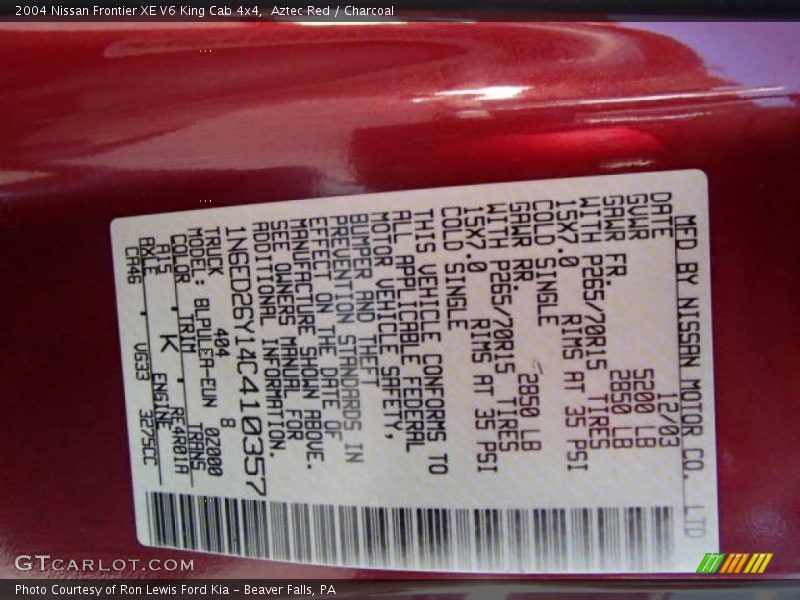 2004 Nissan Frontier XE V6 King Cab 4x4, Aztec Red / Charcoal
MFD BY NISSAN MOTOR CO. LTD
DATE 12/03
GVWR 5200 LB
GAWR FR. 2850 LB
WITH P265/70R15 TIRES
15X7.0 RIMS AT 35 PSI
COLD SINGLE
GAWR RR. 2850 LB
WITH P265/70R15 TIRES
15X7.0 RIMS AT 35 PSI
COLD SINGLE
THIS VEHICLE CONFORMS TO
ALL APPLICABLE FEDERAL
MOTOR VEHICLE SAFETY,
BUMPER AND THEFT
PREVENTION STANDARDS IN
EFFECT ON THE DATE OF
MANUFACTURE SHOWN ABOVE.
SEE OWNERS MANUAL FOR
ADDITIONAL INFORMATION.
1N6ED26Y14C410357
TRUCK 404 8
MODEL: BLPULEA-EUN 02000
COLOR TRIM TRANS
A15 K RE4R01A
AXLE ENGINE
CA46 VG33 3275CC
GTCARLOT.COM
Photo Courtesy of Ron Lewis Ford Kia – Beaver Falls, PA